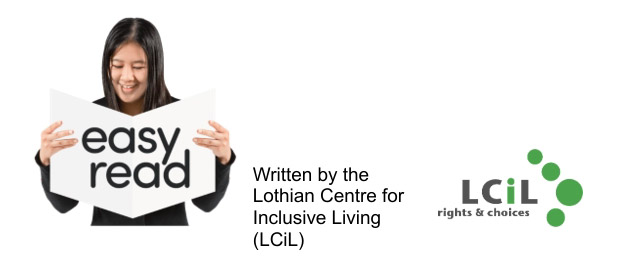 easy
read
Written by the
Lothian Centre for
Inclusive Living
(LCiL)
LCiL
rights & choices